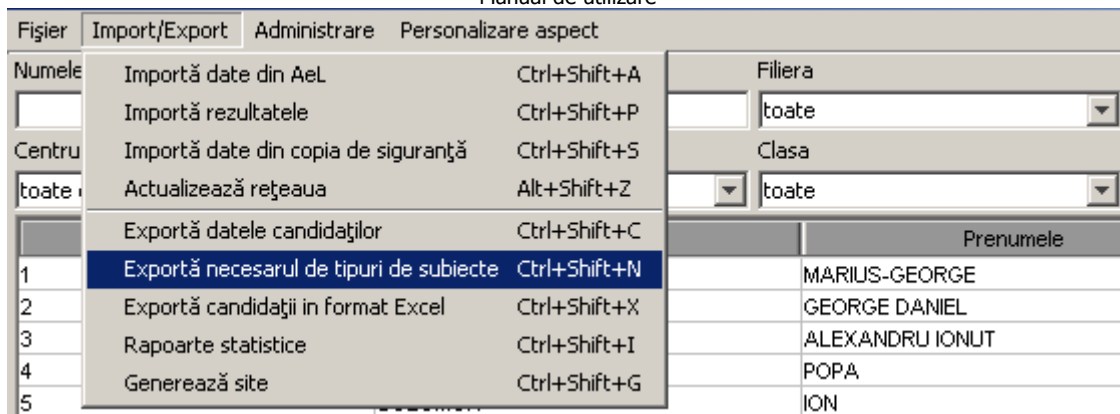 Manual de utilizare
Fişier Import/Export Administrare Personalizare aspect
Numele Filiera
toate
Importă date din AeL Ctrl+Shift+A
Importă rezultatele Ctrl+Shift+P
Importă date din copia de siguranţă Ctrl+Shift+S
Actualizează reţeaua Alt+Shift+Z
Exportă datele candidaţilor Ctrl+Shift+C
Exportă necesarul de tipuri de subiecte Ctrl+Shift+N
Exportă candidaţii in format Excel Ctrl+Shift+X
Rapoarte statistice Ctrl+Shift+I
Generează site Ctrl+Shift+G
Centru Clasa
toate toate
Prenumele
1 MARIUS-GEORGE
2 GEORGE DANIEL
3 ALEXANDRU IONUT
4 POPA
5 ION